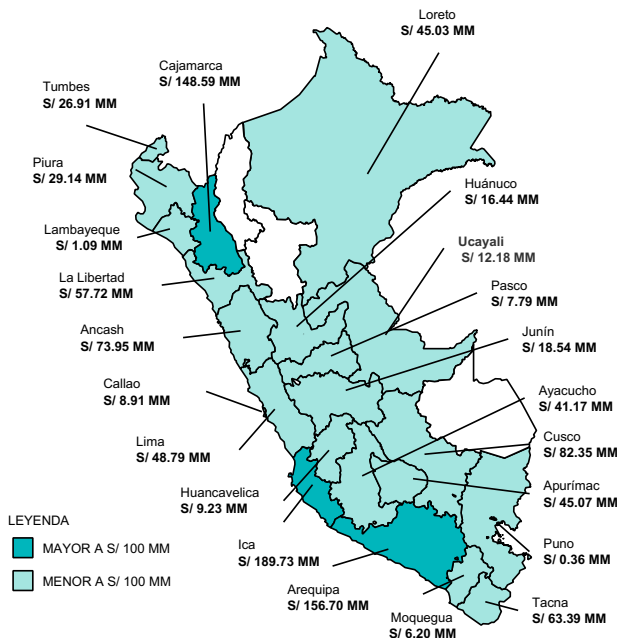 Loreto
S/ 45.03 MM
Cajamarca
S/ 148.59 MM
Tumbes
S/ 26.91 MM
Piura
S/ 29.14 MM
Huánuco
S/ 16.44 MM
Lambayeque
S/ 1.09 MM
Ucayali
S/ 12.18 MM
La Libertad
S/ 57.72 MM
Pasco
S/ 7.79 MM
Ancash
S/ 73.95 MM
Junín
S/ 18.54 MM
Callao
S/ 8.91 MM
Ayacucho
S/ 41.17 MM
Lima
S/ 48.79 MM
Cusco
S/ 82.35 MM
Huancavelica
S/ 9.23 MM
Apurímac
S/ 45.07 MM
LEYENDA
MAYOR A S/ 100 MM
MENOR A S/ 100 MM
Ica
S/ 189.73 MM
Puno
S/ 0.36 MM
Arequipa
S/ 156.70 MM
Moquegua
S/ 6.20 MM
Tacna
S/ 63.39 MM